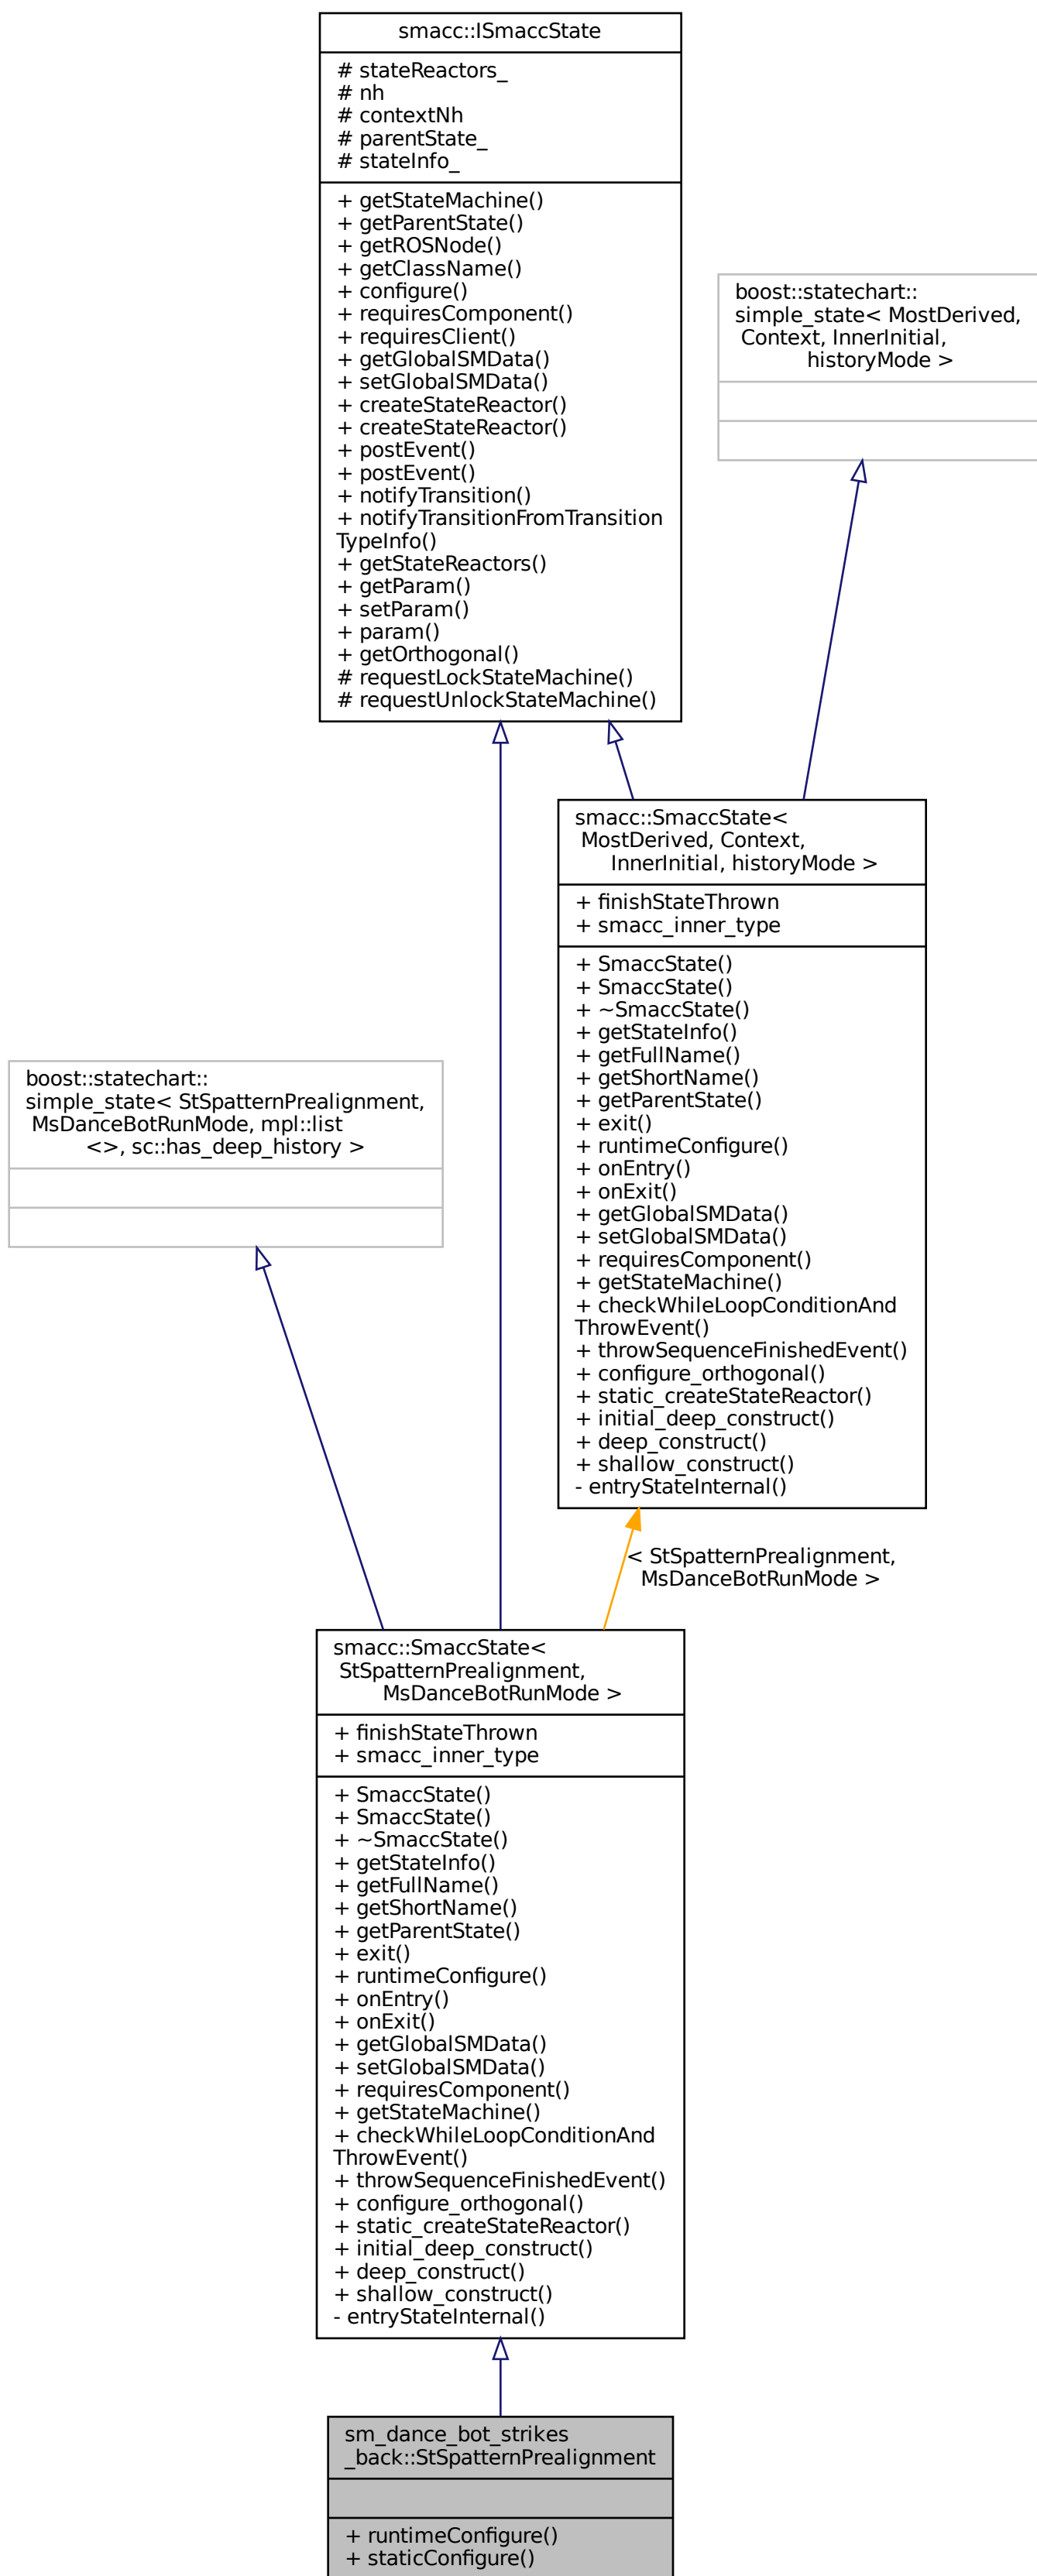 smacc::ISmaccState
# stateReactors_
# nh
# contextNh
# parentState_
# stateInfo_
+ getStateMachine()
+ getParentState()
+ getROSNode()
+ getClassName()
+ configure()
+ requiresComponent()
+ requiresClient()
+ getGlobalSMData()
+ setGlobalSMData()
+ createStateReactor()
+ createStateReactor()
+ postEvent()
+ postEvent()
+ notifyTransition()
+ notifyTransitionFromTransition
TypeInfo()
+ getStateReactors()
+ getParam()
+ setParam()
+ param()
+ getOrthogonal()
# requestLockStateMachine()
# requestUnlockStateMachine()
boost::statechart::
simple_state< MostDerived,
Context, InnerInitial,
historyMode >
smacc::SmaccState<
MostDerived, Context,
InnerInitial, historyMode >
+ finishStateThrown
+ smacc_inner_type
+ SmaccState()
+ SmaccState()
+ ~SmaccState()
+ getStateInfo()
+ getFullName()
+ getShortName()
+ getParentState()
+ exit()
+ runtimeConfigure()
+ onEntry()
+ onExit()
+ getGlobalSMData()
+ setGlobalSMData()
+ requiresComponent()
+ getStateMachine()
+ checkWhileLoopConditionAnd
ThrowEvent()
+ throwSequenceFinishedEvent()
+ configure_orthogonal()
+ static_createStateReactor()
+ initial_deep_construct()
+ deep_construct()
+ shallow_construct()
- entryStateInternal()
boost::statechart::
simple_state< StSpatternPrealignment,
MsDanceBotRunMode, mpl::list
<>, sc::has_deep_history >
< StSpatternPrealignment,
MsDanceBotRunMode >
smacc::SmaccState<
StSpatternPrealignment,
MsDanceBotRunMode >
+ finishStateThrown
+ smacc_inner_type
+ SmaccState()
+ SmaccState()
+ ~SmaccState()
+ getStateInfo()
+ getFullName()
+ getShortName()
+ getParentState()
+ exit()
+ runtimeConfigure()
+ onEntry()
+ onExit()
+ getGlobalSMData()
+ setGlobalSMData()
+ requiresComponent()
+ getStateMachine()
+ checkWhileLoopConditionAnd
ThrowEvent()
+ throwSequenceFinishedEvent()
+ configure_orthogonal()
+ static_createStateReactor()
+ initial_deep_construct()
+ deep_construct()
+ shallow_construct()
- entryStateInternal()
sm_dance_bot_strikes
_back::StSpatternPrealignment
+ runtimeConfigure()
+ staticConfigure()